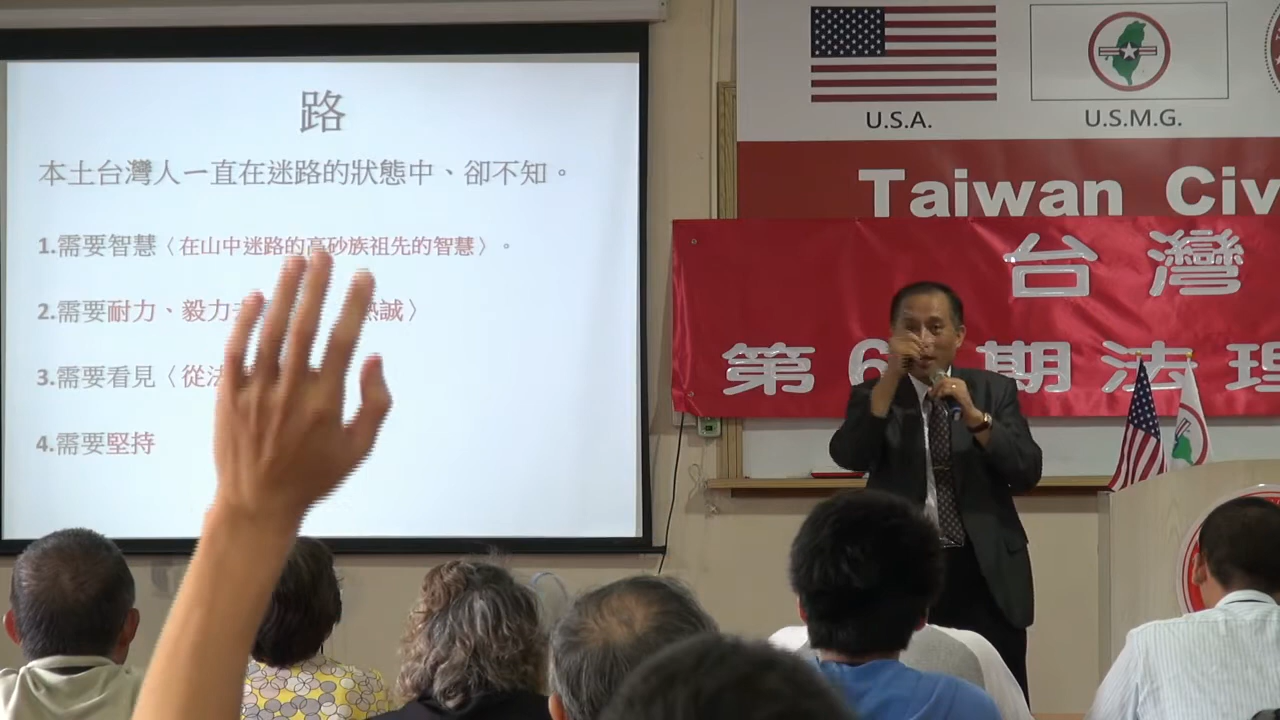 路
本土台灣人一直在迷路的狀態中、卻不知。
1.需要智慧〈在山中迷路的高砂族祖先的智慧〉。
2.需要耐力、毅力 熱誠〉
3.需要看見〈從法
4.需要堅持
U.S.A.
U.S.M.G.
Taiwan Civ
台灣
第6 期法理